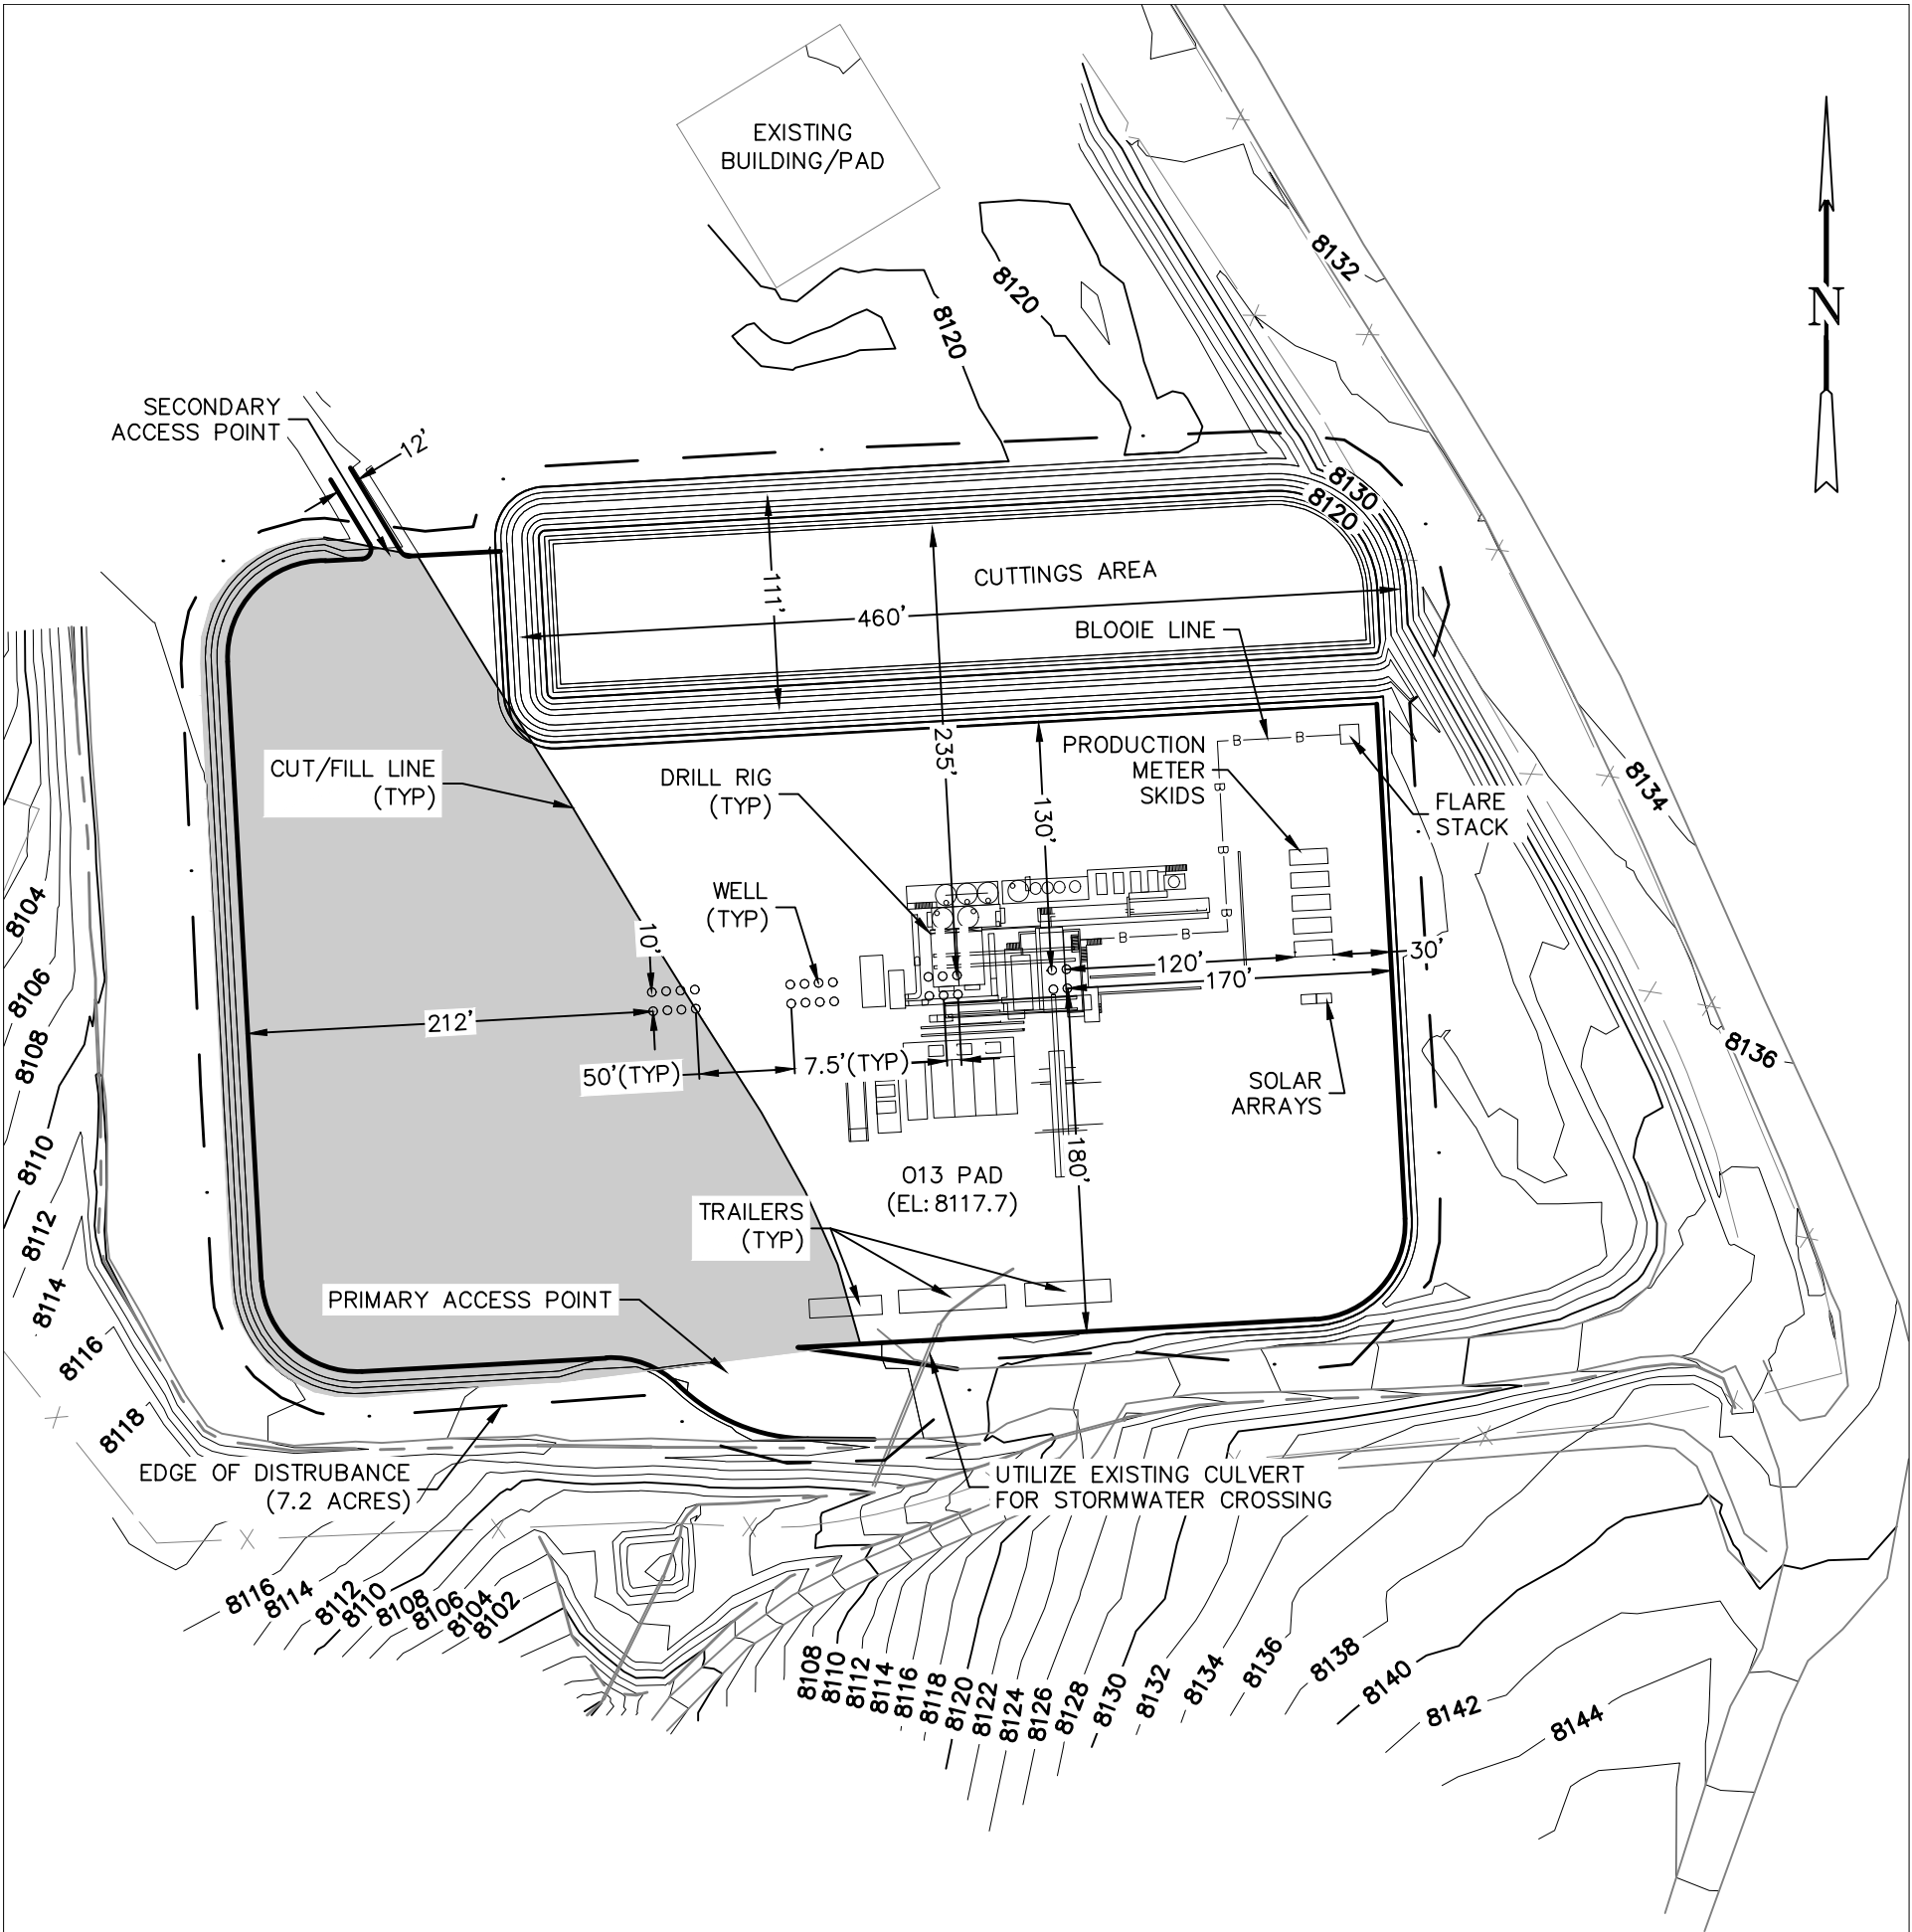 EXISTING
BUILDING/PAD
8132
8120
8120
N
SECONDARY
ACCESS POINT
12'
8130
8120
CUTTINGS AREA
111'
460'
BLOOIE LINE
235'
130'
CUT/FILL LINE
(TYP)
DRILL RIG
(TYP)
PRODUCTION
METER
SKIDS
B
B
B
B
B
B
B
FLARE
STACK
8134
WELL
(TYP)
10'
120'
30'
170'
212'
50'(TYP)
7.5'(TYP)
SOLAR
ARRAYS
8136
180'
O13 PAD
(EL: 8117.7)
TRAILERS
(TYP)
PRIMARY ACCESS POINT
8104
8106
8108
8110
8112
8114
8116
8118
EDGE OF DISTRUBANCE
(7.2 ACRES)
UTILIZE EXISTING CULVERT
FOR STORMWATER CROSSING
8116
8114
8112
8110
8108
8106
8104
8102
8108
8110
8112
8114
8116
8118
8120
8122
8124
8126
8128
8130
8132
8134
8136
8138
8140
8142
8144